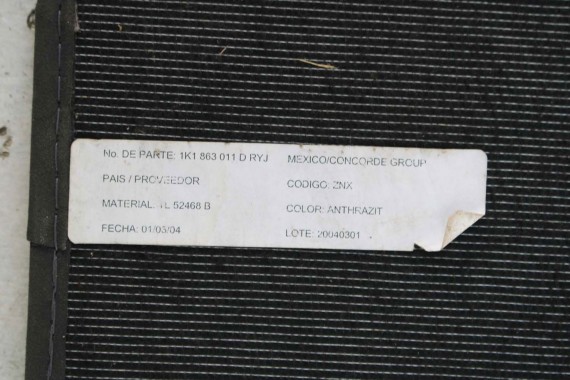 No. DE PARTE: 1K1 863 011 D RYJ
MEXICO/CONCORDE GROUP
PAIS / PROVEEDOR
CODIGO: ZNX
MATERIAL: TL 52468 B
COLOR: ANTHRAZIT
FECHA: 01/03/04
LOTE: 20040301